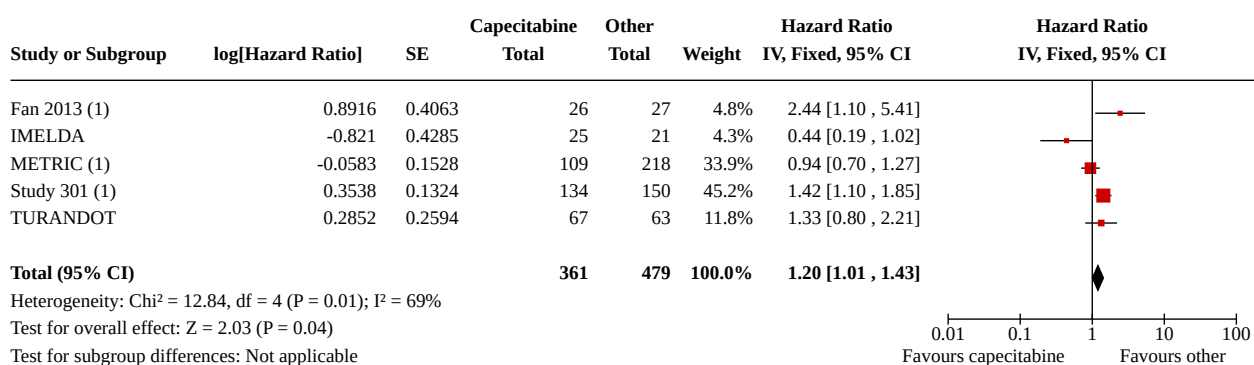 Capecitabine Other Hazard Ratio Hazard Ratio
Study or Subgroup log[Hazard Ratio] SE Total Total Weight IV, Fixed, 95% CI IV, Fixed, 95% CI
Fan 2013 (1) 0.8916 0.4063 26 27 4.8% 2.44 [1.10 , 5.41]
IMELDA -0.821 0.4285 25 21 4.3% 0.44 [0.19 , 1.02]
METRIC (1) -0.0583 0.1528 109 218 33.9% 0.94 [0.70 , 1.27]
Study 301 (1) 0.3538 0.1324 134 150 45.2% 1.42 [1.10 , 1.85]
TURANDOT 0.2852 0.2594 67 63 11.8% 1.33 [0.80 , 2.21]
Total (95% CI) 361 479 100.0% 1.20 [1.01 , 1.43]
Heterogeneity: Chi² = 12.84, df = 4 (P = 0.01); I² = 69%
Test for overall effect: Z = 2.03 (P = 0.04)
0.01 0.1 1 10 100
Test for subgroup differences: Not applicable Favours capecitabine Favours other